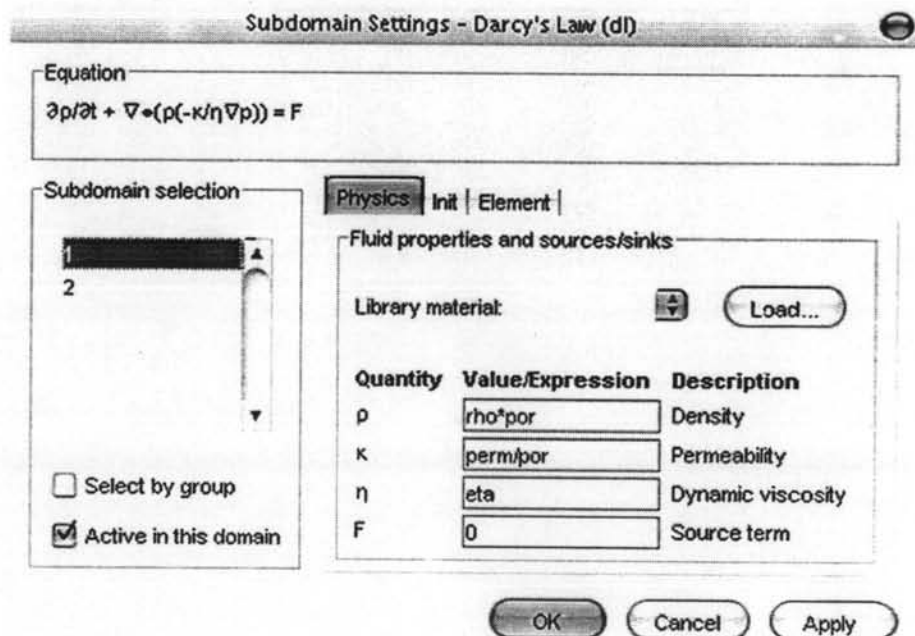 Subdomain Settings - Darcy's Law (dl)
Equation
∂ρ/∂t + ∇•(ρ(-κ/η∇p)) = F
Subdomain selection
1
2
Select by group
Active in this domain
Physics Init Element
Fluid properties and sources/sinks
Library material: Load...
Quantity Value/Expression Description
ρ rho*por Density
κ perm/por Permeability
η eta Dynamic viscosity
F 0 Source term
OK Cancel Apply